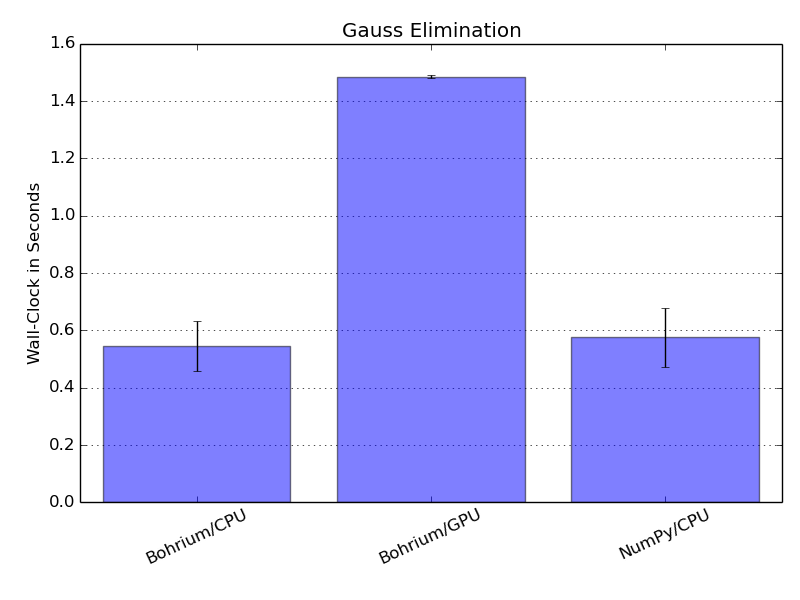 Gauss Elimination
Wall-Clock in Seconds
1.6
1.4
1.2
1.0
0.8
0.6
0.4
0.2
0.0
Bohrium/CPU
Bohrium/GPU
NumPy/CPU